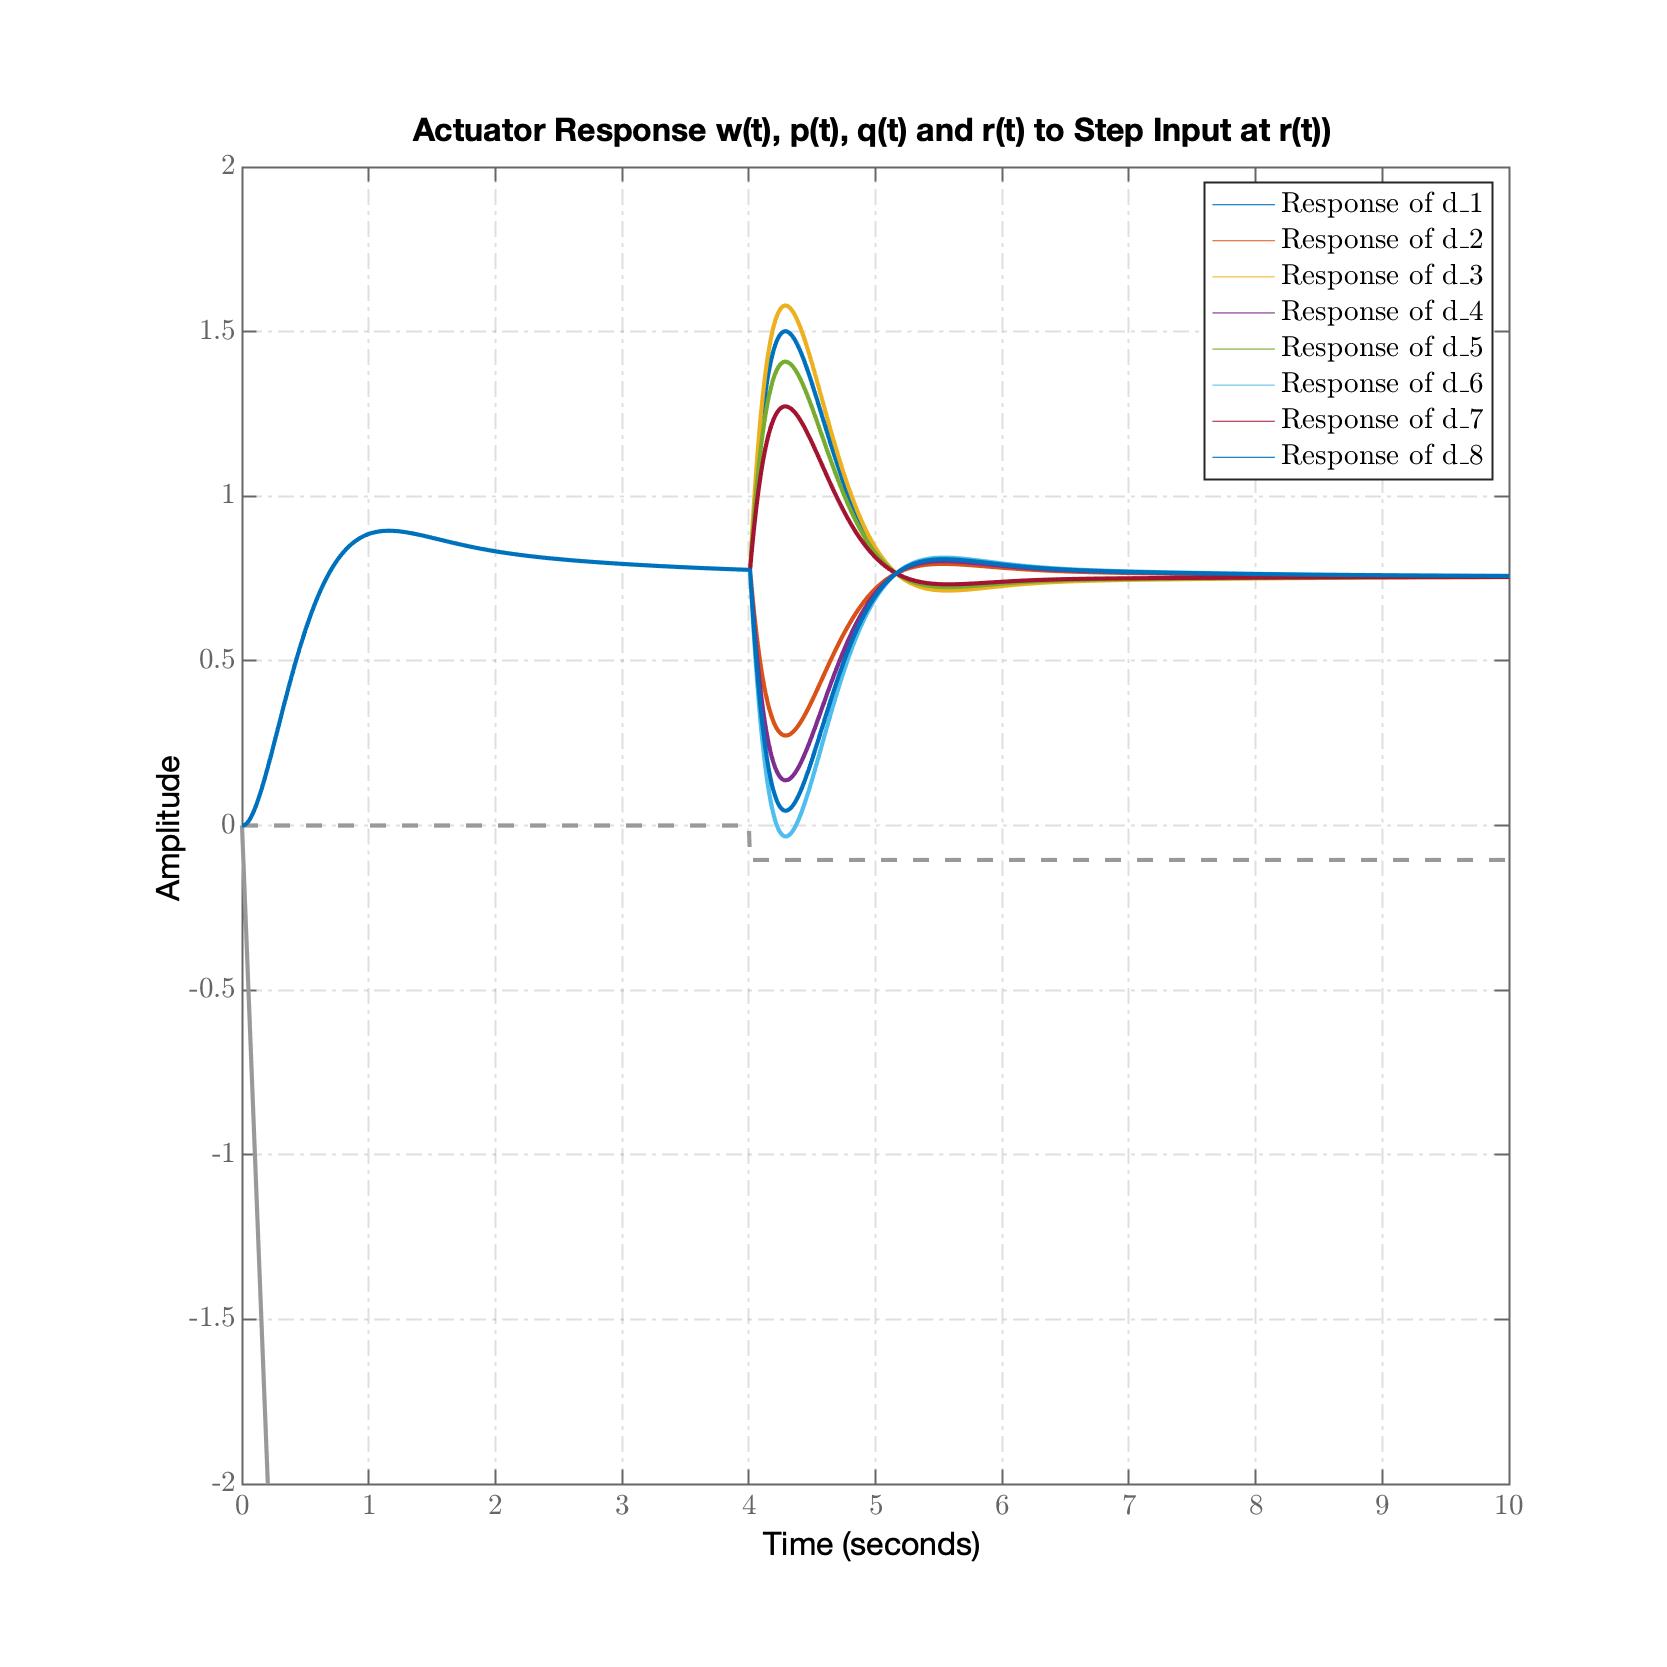 Actuator Response w(t), p(t), q(t) and r(t) to Step Input at r(t))
2
1.5
1
0.5
0
-0.5
-1
-1.5
-2
Amplitude
Response of d_1
Response of d_2
Response of d_3
Response of d_4
Response of d_5
Response of d_6
Response of d_7
Response of d_8
0 1 2 3 4 5 6 7 8 9 10
Time (seconds)